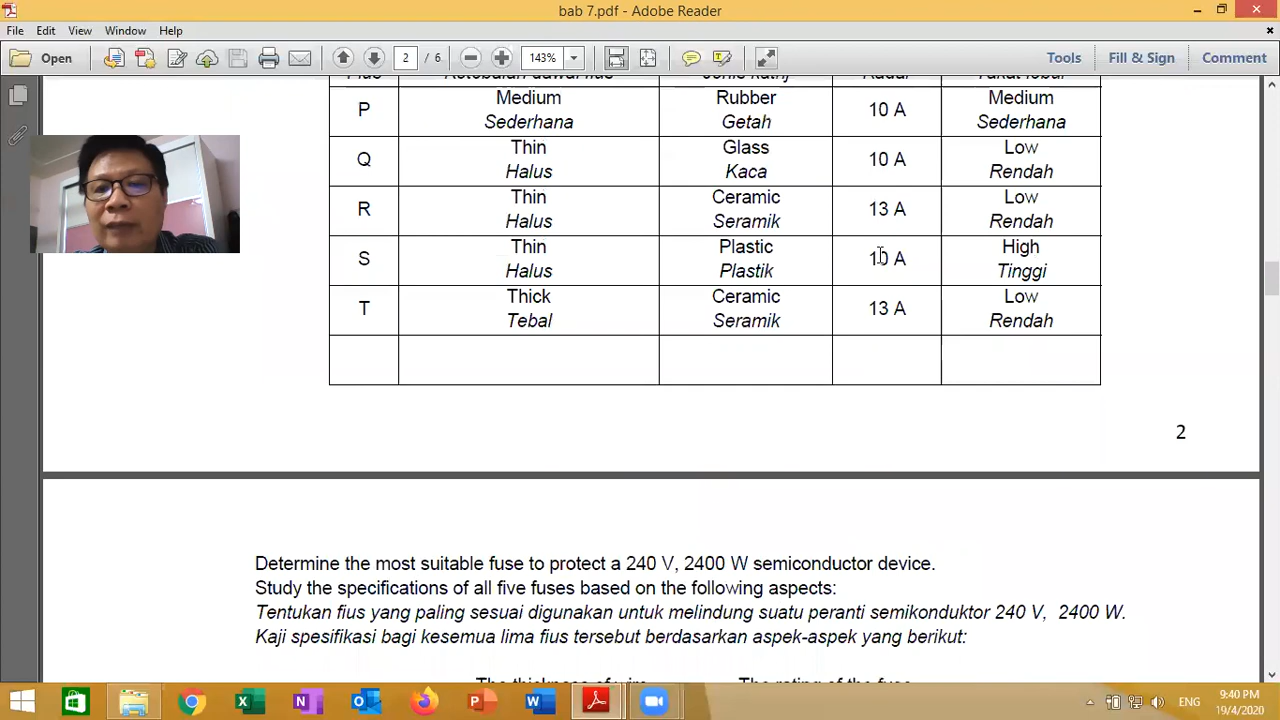 bab 7.pdf - Adobe Reader
File Edit View Window Help
Open 2 / 6 143% Tools Fill & Sign Comment
Medium Rubber Medium
P 10 A
Sederhana Getah Sederhana
Thin Glass Low
Q 10 A
Halus Kaca Rendah
Thin Ceramic Low
R 13 A
Halus Seramik Rendah
Thin Plastic High
S 10 A
Halus Plastik Tinggi
Thick Ceramic Low
T 13 A
Tebal Seramik Rendah
2
Determine the most suitable fuse to protect a 240 V, 2400 W semiconductor device.
Study the specifications of all five fuses based on the following aspects:
Tentukan fius yang paling sesuai digunakan untuk melindung suatu peranti semikonduktor 240 V, 2400 W.
Kaji spesifikasi bagi kesemua lima fius tersebut berdasarkan aspek-aspek yang berikut:
The rating of the fuse
ENG
9:40 PM
19/4/2020